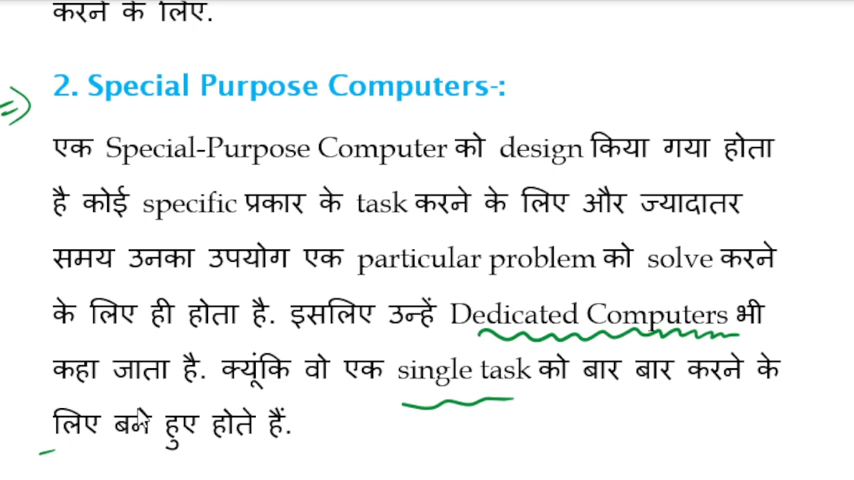 करने के लिए.
2. Special Purpose Computers-:
एक Special-Purpose Computer को design किया गया होता
है कोई specific प्रकार के task करने के लिए और ज्यादातर
समय उनका उपयोग एक particular problem को solve करने
के लिए ही होता है. इसलिए उन्हें Dedicated Computers भी
कहा जाता है. क्यूंकि वो एक single task को बार बार करने के
लिए बने हुए होते हैं.